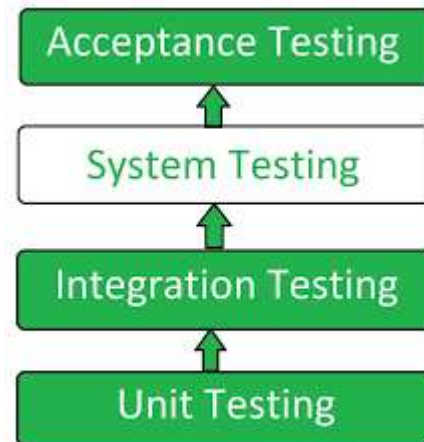 Acceptance Testing
System Testing
Integration Testing
Unit Testing